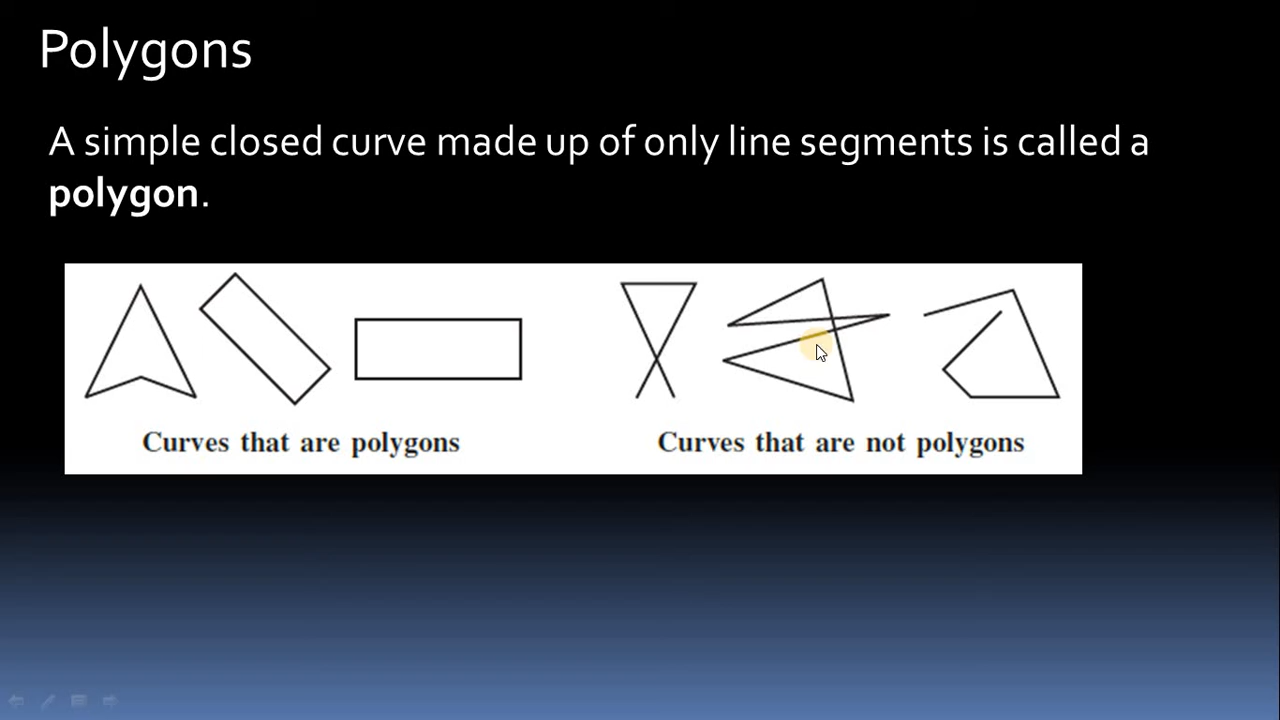 Polygons
A simple closed curve made up of only line segments is called a
polygon.
Curves that are polygons
Curves that are not polygons